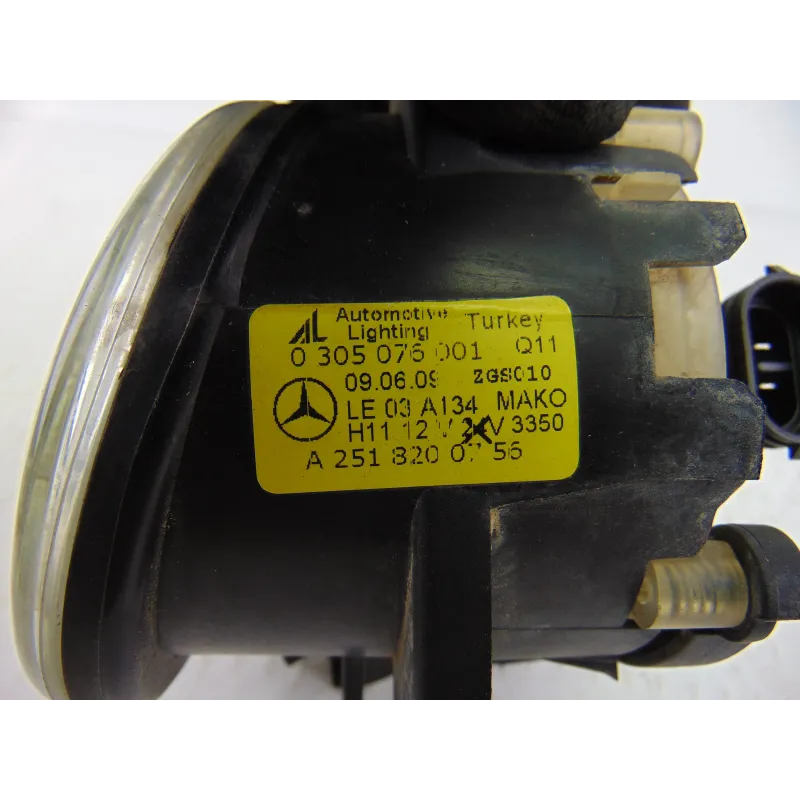 AL Automotive Lighting Turkey
0 305 076 001 Q11
09.06.09 ZGS010
LE 03 A134 MAKO
H11 12 V 24V 3350
A 251 820 07 56